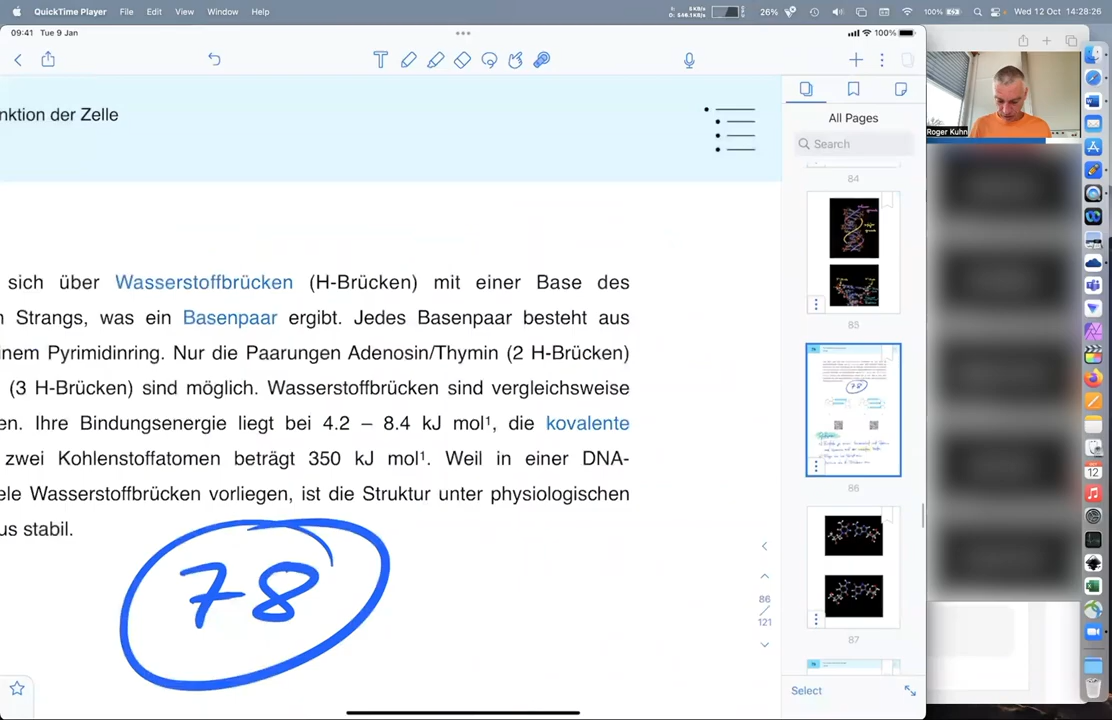 QuickTime Player File Edit View Window Help
26% 100% Wed 12 Oct 14:28:26
09:41 Tue 9 Jan
100%
nktion der Zelle
All Pages
Search
84
Roger Kuhn
sich über Wasserstoffbrücken (H-Brücken) mit einer Base des
n Strangs, was ein Basenpaar ergibt. Jedes Basenpaar besteht aus
inem Pyrimidinring. Nur die Paarungen Adenosin/Thymin (2 H-Brücken)
(3 H-Brücken) sind möglich. Wasserstoffbrücken sind vergleichsweise
en. Ihre Bindungsenergie liegt bei 4.2 – 8.4 kJ mol¹, die kovalente
zwei Kohlenstoffatomen beträgt 350 kJ mol¹. Weil in einer DNA-
ele Wasserstoffbrücken vorliegen, ist die Struktur unter physiologischen
us stabil.
78
85
78
86
87
86
/
121
Select
OCT
12